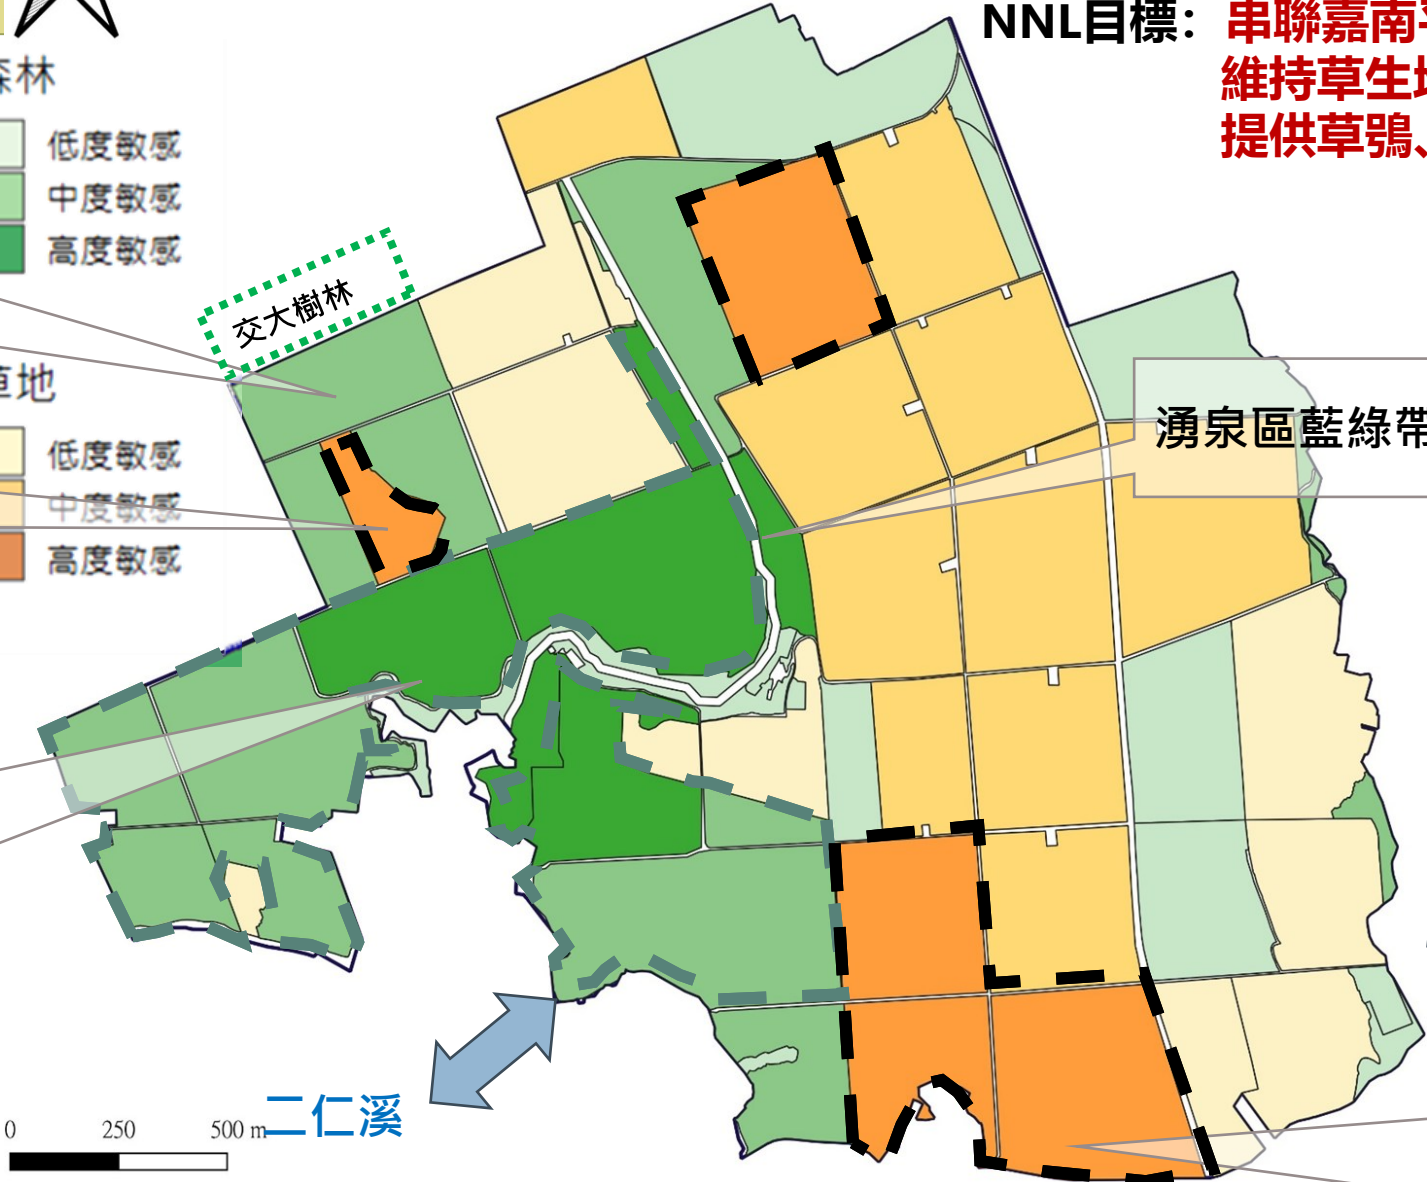 NNL目標：串聯嘉南平
維持草生地
提供草鴞、
森林
低度敏感
中度敏感
高度敏感
交大樹林
草地
低度敏感
中度敏感
高度敏感
湧泉區藍綠帶
二仁溪
0 250 500 m